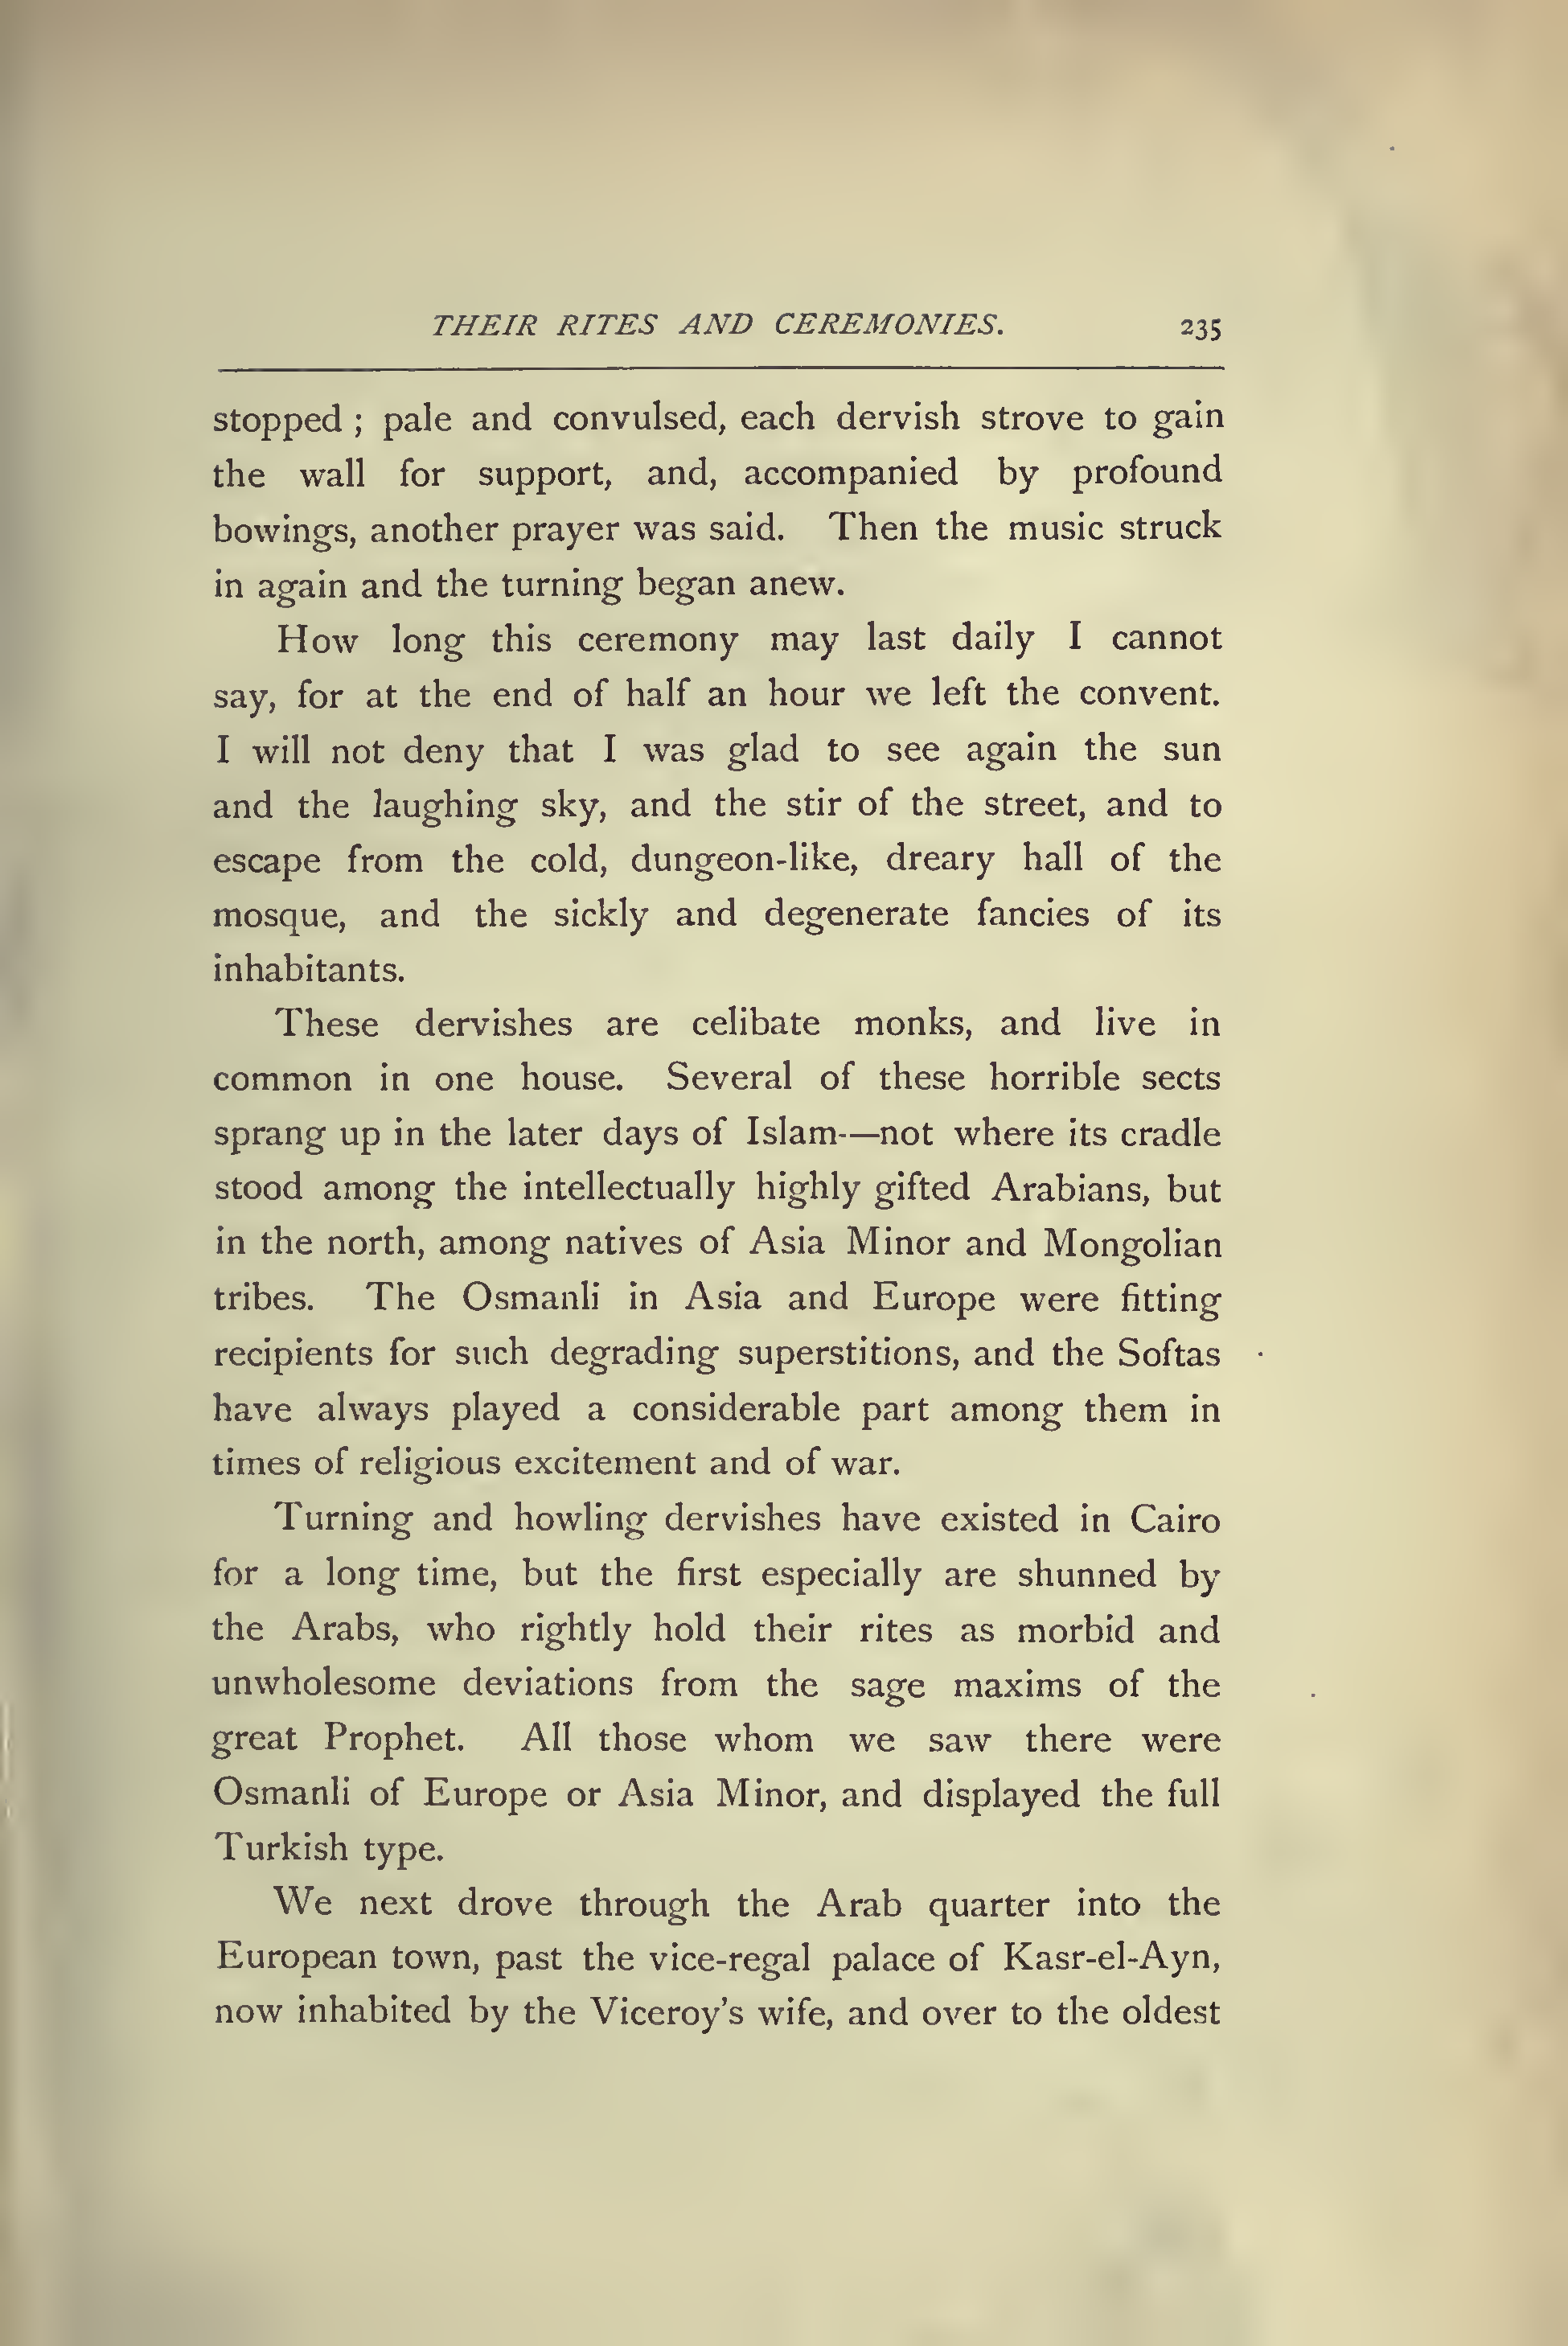 THEIR RITES AND CEREMONIES. 235
stopped ; pale and convulsed, each dervish strove to gain
the wall for support, and, accompanied by profound
bowings, another prayer was said. Then the music struck
in again and the turning began anew.
How long this ceremony may last daily I cannot
say, for at the end of half an hour we left the convent.
I will not deny that I was glad to see again the sun
and the laughing sky, and the stir of the street, and to
escape from the cold, dungeon-like, dreary hall of the
mosque, and the sickly and degenerate fancies of its
inhabitants.
These dervishes are celibate monks, and live in
common in one house. Several of these horrible sects
sprang up in the later days of Islam—not where its cradle
stood among the intellectually highly gifted Arabians, but
in the north, among natives of Asia Minor and Mongolian
tribes. The Osmanli in Asia and Europe were fitting
recipients for such degrading superstitions, and the Softas
have always played a considerable part among them in
times of religious excitement and of war.
Turning and howling dervishes have existed in Cairo
for a long time, but the first especially are shunned by
the Arabs, who rightly hold their rites as morbid and
unwholesome deviations from the sage maxims of the
great Prophet. All those whom we saw there were
Osmanli of Europe or Asia Minor, and displayed the full
Turkish type.
We next drove through the Arab quarter into the
European town, past the vice-regal palace of Kasr-el-Ayn,
now inhabited by the Viceroy's wife, and over to the oldest